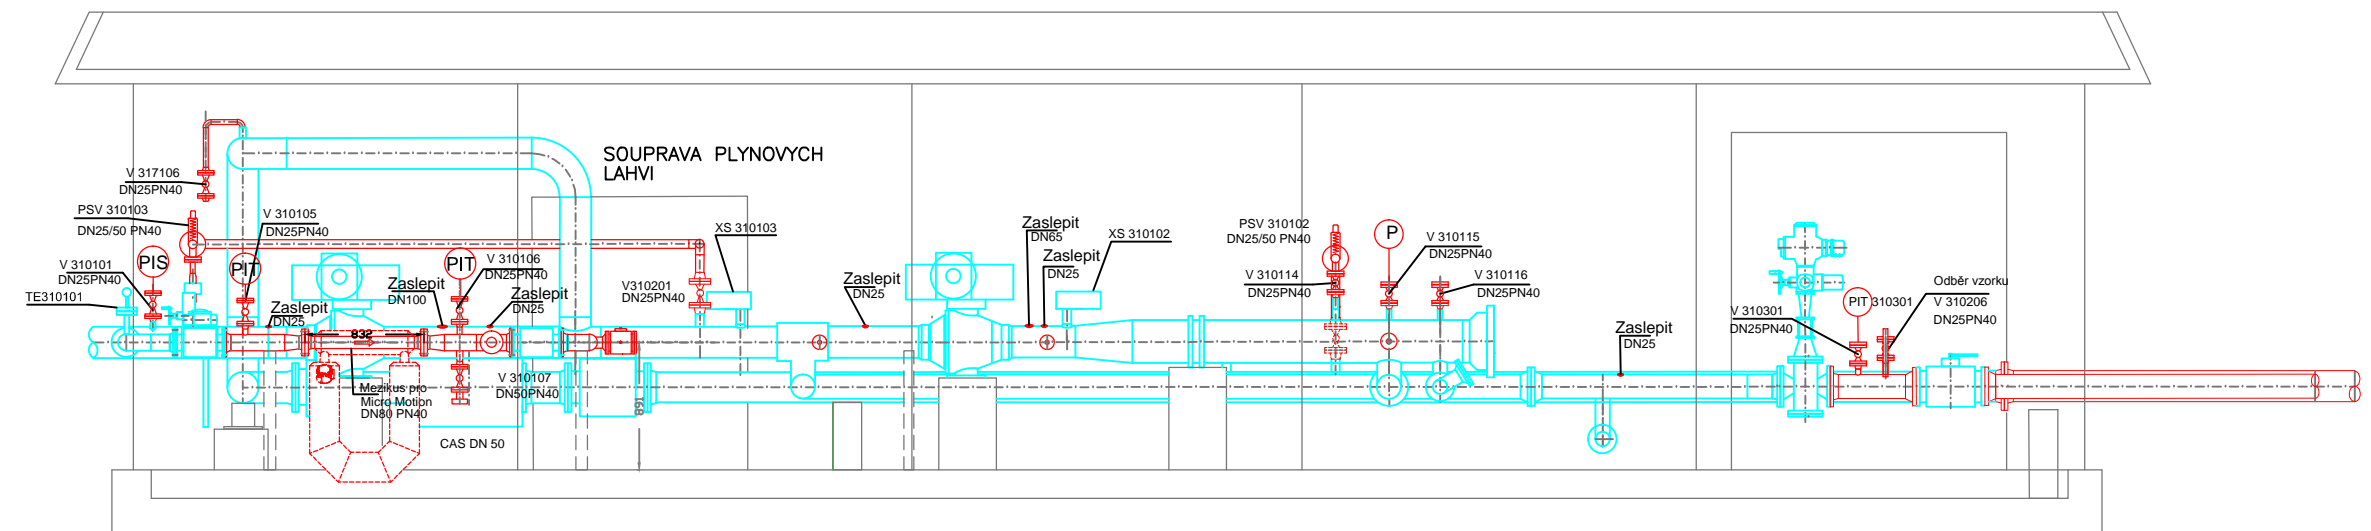 SOUPRAVA PLYNOVYCH
LAHVI
V 317106
DN25PN40
PSV 310103
DN25/50 PN40
V 310105
DN25PN40
PIS
PIT
V 310101
DN25PN40
TE310101
Zaslepit
DN25
832
Zaslepit
DN100
PIT
V 310106
DN25PN40
Zaslepit
DN25
V310201
DN25PN40
XS 310103
Mezikus pro
Micro Motion
DN80 PN40
V 310107
DN50PN40
CAS DN 50
891
Zaslepit
DN25
Zaslepit
DN65
Zaslepit
DN25
XS 310102
PSV 310102
DN25/50 PN40
V 310114
DN25PN40
P
V 310115
DN25PN40
V 310116
DN25PN40
Zaslepit
DN25
V 310301
DN25PN40
PIT 310301
Odběr vzorku
V 310206
DN25PN40